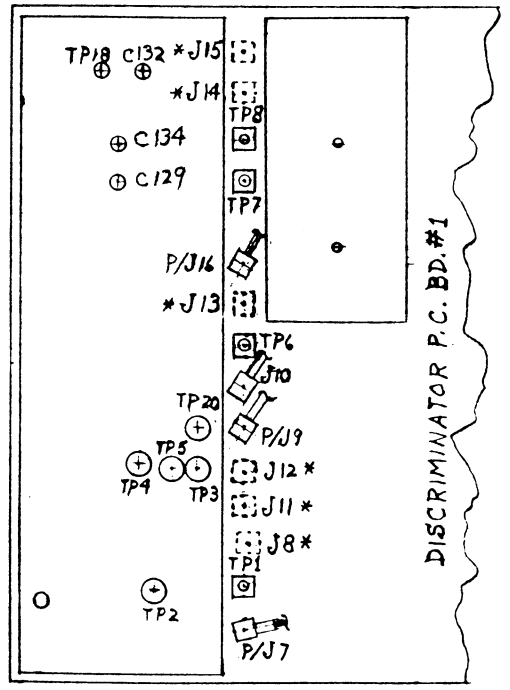 TP18 C132 *J15
*J14
TP8
C134
C129
TP7
P/J16
*J13
TP6
J10
TP20
P/J9
TP5
J12*
TP4
TP3
J11*
J8*
TP1
TP2
P/J7
DISCRIMINATOR P.C. BD.#1